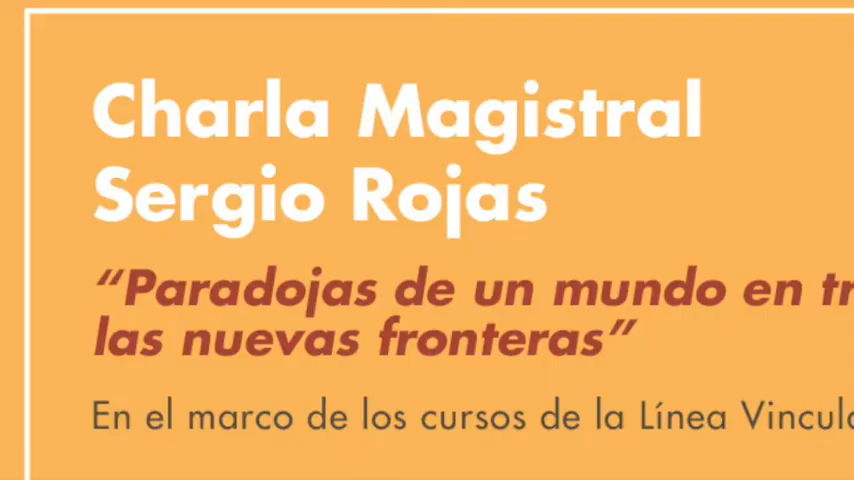 Charla Magistral
Sergio Rojas
“Paradojas de un mundo en
las nuevas fronteras”
En el marco de los cursos de la Línea